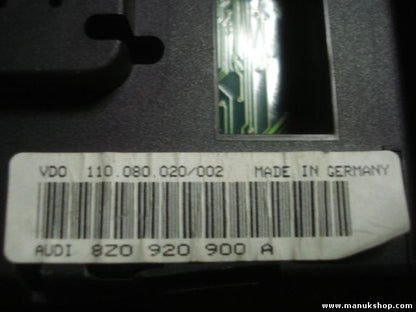 VDO 110.080.020/002 MADE IN GERMANY
AUDI 8Z0 920 900 A
www.manukshop.com